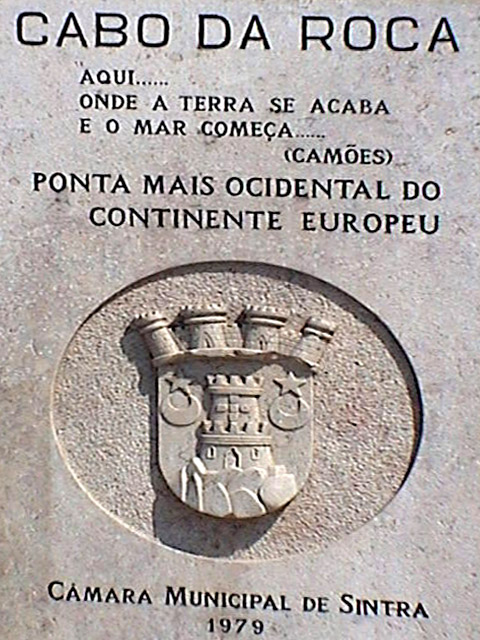 CABO DA ROCA
AQUI......
ONDE A TERRA SE ACABA
E O MAR COMEÇA......
(CAMÕES)
PONTA MAIS OCIDENTAL DO
CONTINENTE EUROPEU
CÂMARA MUNICIPAL DE SINTRA
1979